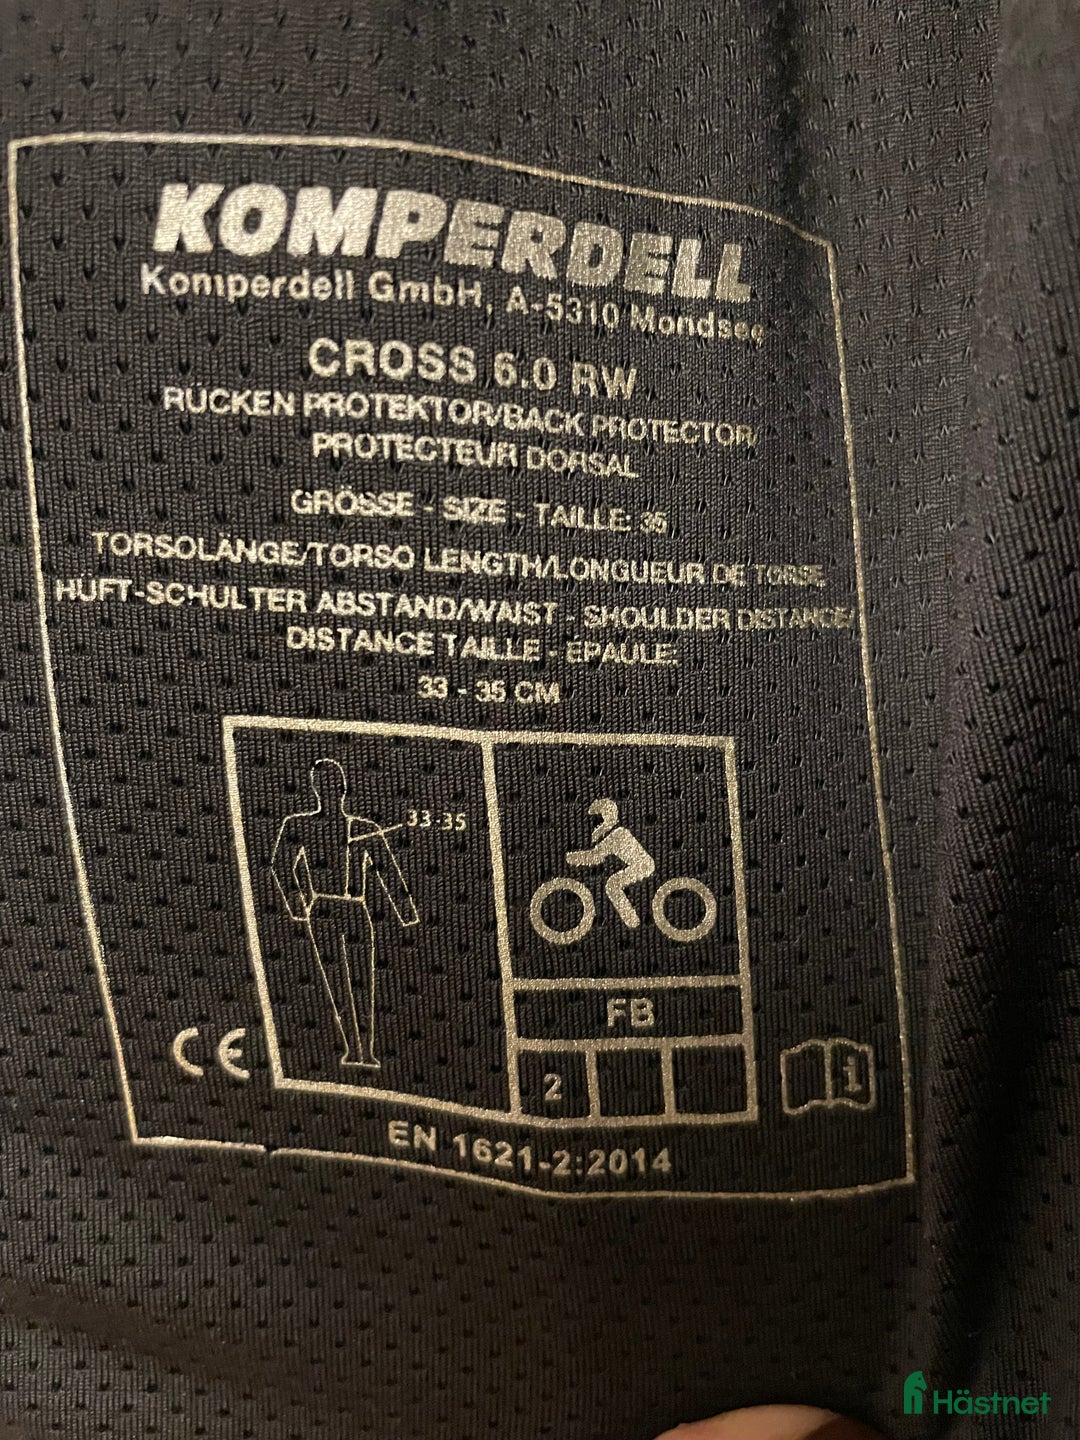 KOMPERDELL
Komperdell GmbH, A-5310 Mondsee
CROSS 6.0 RW
RÜCKEN PROTEKTOR/BACK PROTECTOR/
PROTECTEUR DORSAL
GRÖSSE - SIZE - TAILLE: 35
TORSOLÄNGE/TORSO LENGTH/LONGUEUR DE TORSE
HÜFT-SCHULTER ABSTAND/WAIST - SHOULDER DISTANCE/
DISTANCE TAILLE - ÉPAULE:
33 - 35 CM
33-35
FB
2
CE
i
EN 1621-2:2014
Hästnet